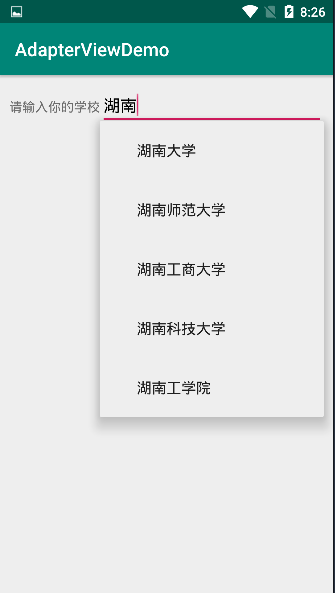 8:26
AdapterViewDemo
请输入你的学校 湖南
湖南大学
湖南师范大学
湖南工商大学
湖南科技大学
湖南工学院